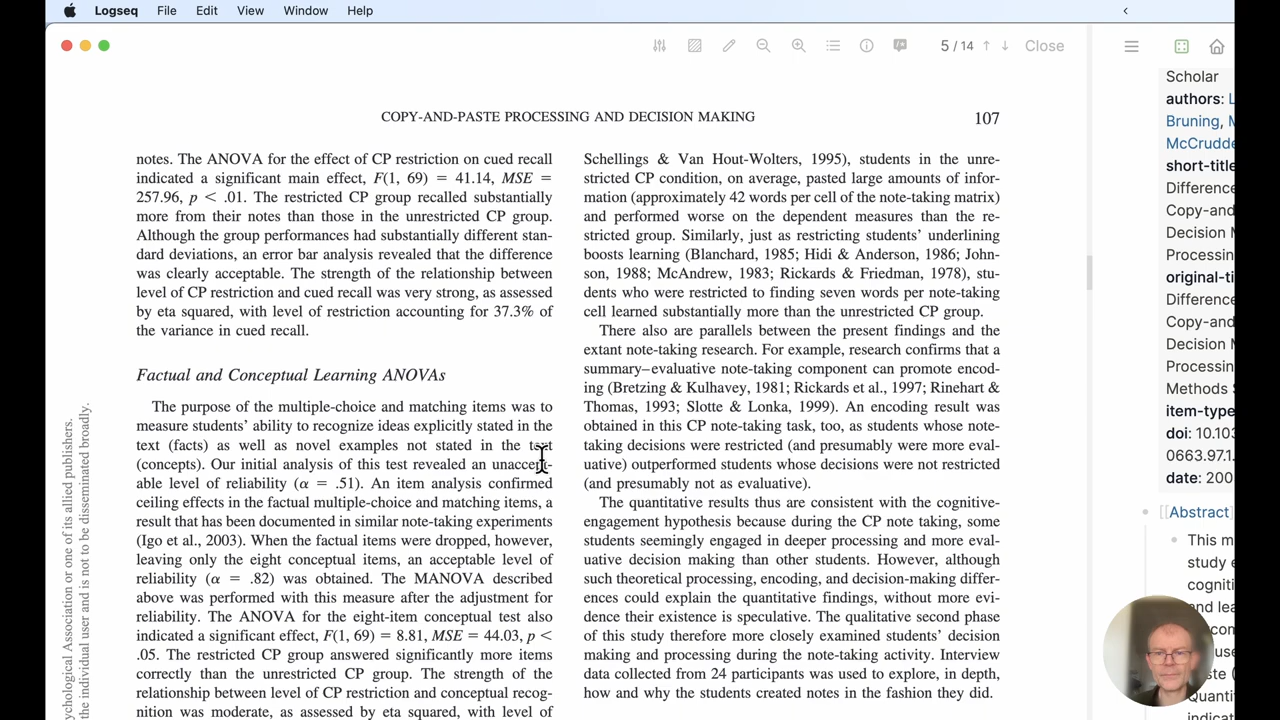 Logseq File Edit View Window Help
5 / 14 Close
COPY-AND-PASTE PROCESSING AND DECISION MAKING
107
notes. The ANOVA for the effect of CP restriction on cued recall
indicated a significant main effect, F(1, 69) = 41.14, MSE =
257.96, p < .01. The restricted CP group recalled substantially
more from their notes than those in the unrestricted CP group.
Although the group performances had substantially different stan-
dard deviations, an error bar analysis revealed that the difference
was clearly acceptable. The strength of the relationship between
level of CP restriction and cued recall was very strong, as assessed
by eta squared, with level of restriction accounting for 37.3% of
the variance in cued recall.
Factual and Conceptual Learning ANOVAs
The purpose of the multiple-choice and matching items was to
measure students' ability to recognize ideas explicitly stated in the
text (facts) as well as novel examples not stated in the text
(concepts). Our initial analysis of this test revealed an unaccept-
able level of reliability (α = .51). An item analysis confirmed
ceiling effects in the factual multiple-choice and matching items, a
result that has been documented in similar note-taking experiments
(Igo et al., 2003). When the factual items were dropped, however,
leaving only the eight conceptual items, an acceptable level of
reliability (α = .82) was obtained. The MANOVA described
above was performed with this measure after the adjustment for
reliability. The ANOVA for the eight-item conceptual test also
indicated a significant effect, F(1, 69) = 8.81, MSE = 44.03, p <
.05. The restricted CP group answered significantly more items
correctly than the unrestricted CP group. The strength of the
relationship between level of CP restriction and conceptual recog-
nition was moderate, as assessed by eta squared, with level of
Schellings & Van Hout-Wolters, 1995), students in the unre-
stricted CP condition, on average, pasted large amounts of infor-
mation (approximately 42 words per cell of the note-taking matrix)
and performed worse on the dependent measures than the re-
stricted group. Similarly, just as restricting students' underlining
boosts learning (Blanchard, 1985; Hidi & Anderson, 1986; John-
son, 1988; McAndrew, 1983; Rickards & Friedman, 1978), stu-
dents who were restricted to finding seven words per note-taking
cell learned substantially more than the unrestricted CP group.
There also are parallels between the present findings and the
extant note-taking research. For example, research confirms that a
summary–evaluative note-taking component can promote encod-
ing (Bretzing & Kulhavey, 1981; Rickards et al., 1997; Rinehart &
Thomas, 1993; Slotte & Lonka, 1999). An encoding result was
obtained in this CP note-taking task, too, as students whose note-
taking decisions were restricted (and presumably were more eval-
uative) outperformed students whose decisions were not restricted
(and presumably not as evaluative).
The quantitative results thus are consistent with the cognitive-
engagement hypothesis because during the CP note taking, some
students seemingly engaged in deeper processing and more eval-
uative decision making than other students. However, although
such theoretical processing, encoding, and decision-making differ-
ences could explain the quantitative findings, without more evi-
dence their existence is speculative. The qualitative second phase
of this study therefore more closely examined students' decision
making and processing during the note-taking activity. Interview
data collected from 24 participants was used to explore, in depth,
how and why the students created notes in the fashion they did.
ychological Association or one of its allied publishers.
the individual user and is not to be disseminated broadly.
Scholar
authors: L
Bruning, M
McCrudde
short-title
Difference
Copy-and
Decision M
Processin
original-ti
Difference
Copy-and
Decision M
Processin
Methods S
item-type
doi: 10.103
0663.97.1
date: 200
[[Abstract
This m
study e
cogniti